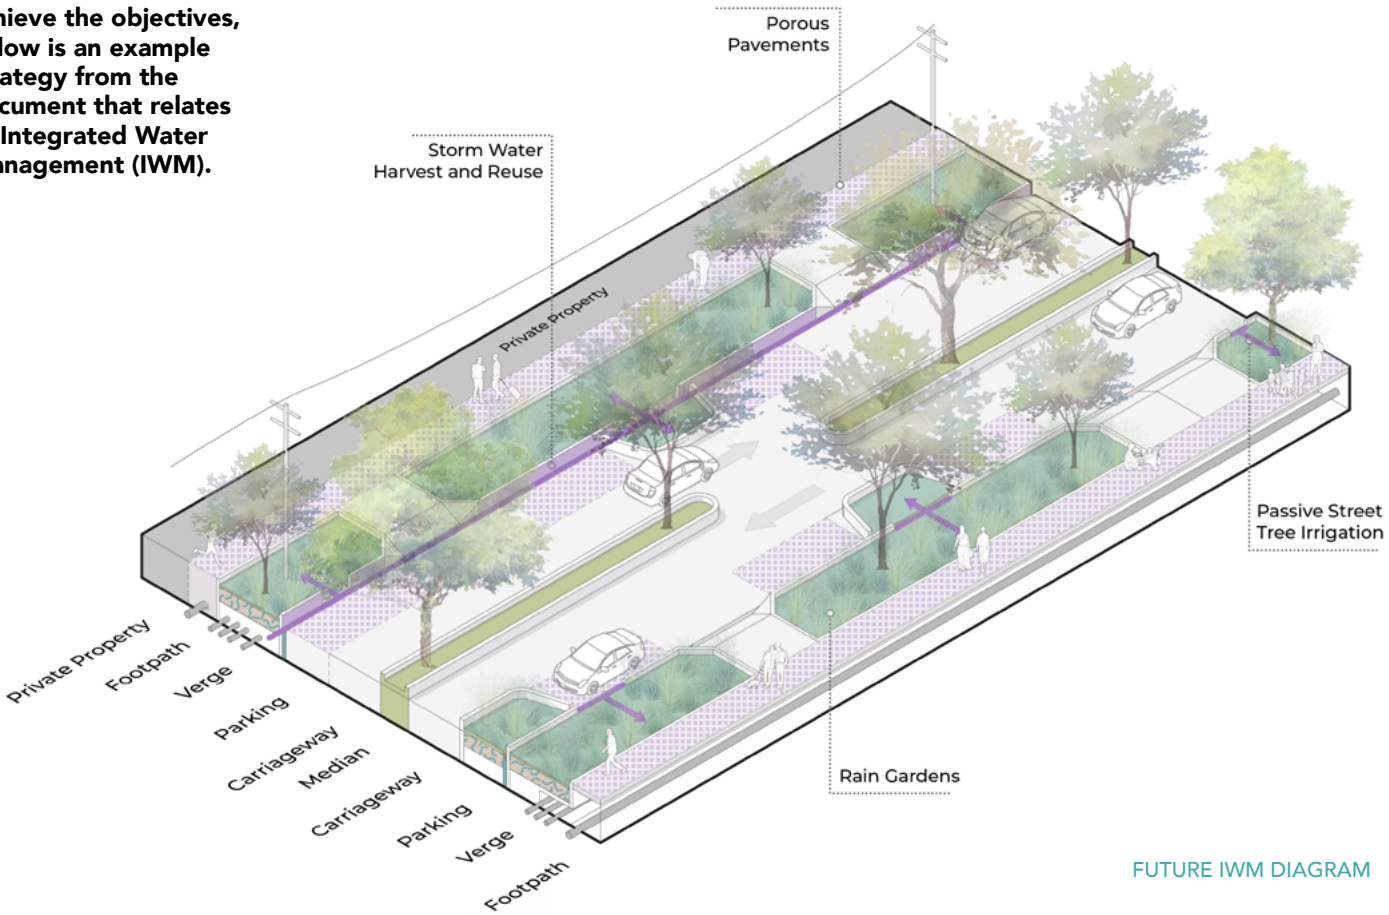 hieve the objectives,
low is an example
ategy from the
cument that relates
Integrated Water
anagement (IWM).
Porous
Pavements
Storm Water
Harvest and Reuse
Private Property
Passive Street
Tree Irrigation
Rain Gardens
Private Property
Footpath
Verge
Parking
Carriageway
Median
Carriageway
Parking
Verge
Footpath
FUTURE IWM DIAGRAM